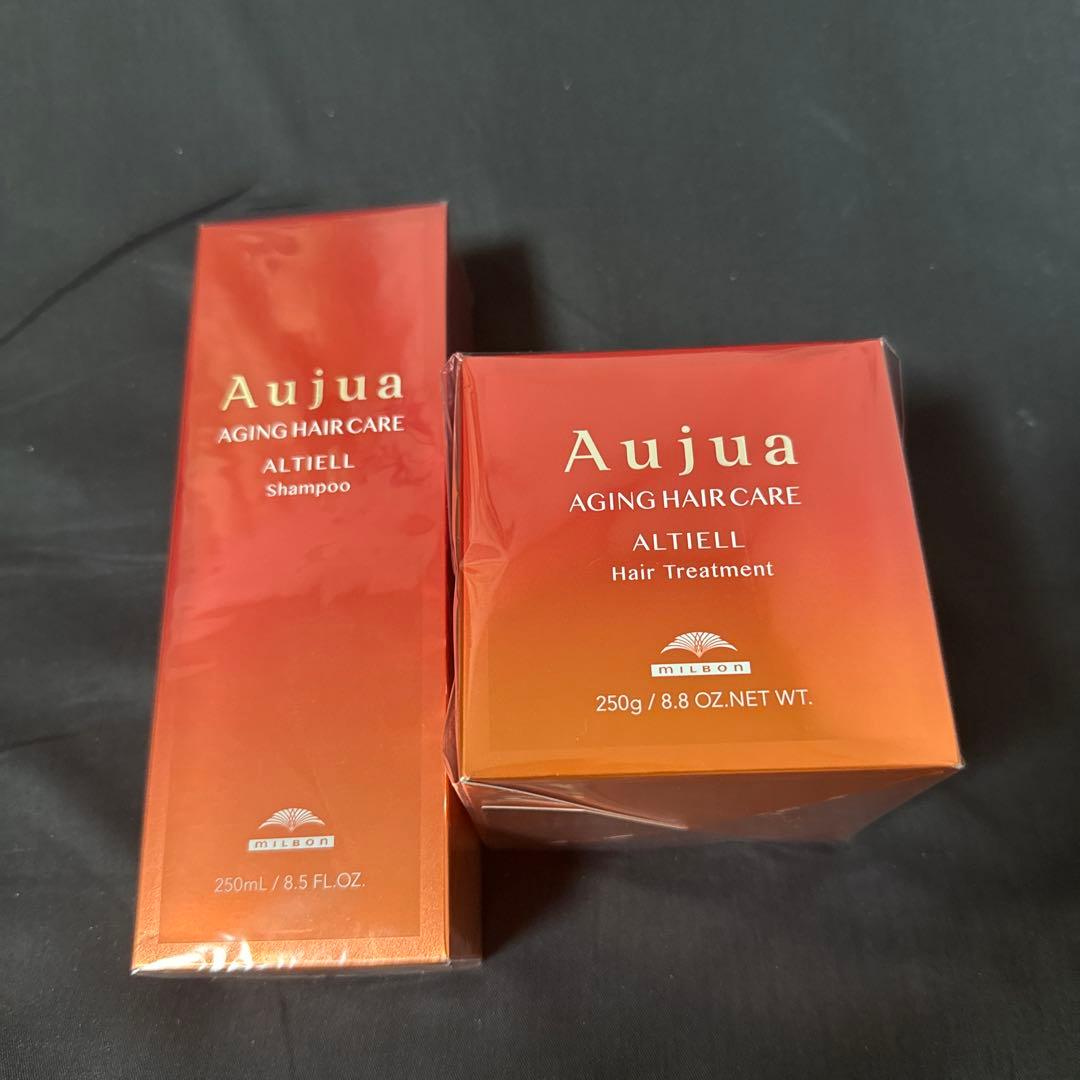 Aujua
AGING HAIR CARE
ALTIELL
Shampoo
MILBON
250mL / 8.5 FL.OZ.
Aujua
AGING HAIR CARE
ALTIELL
Hair Treatment
MILBON
250g / 8.8 OZ.NET WT.